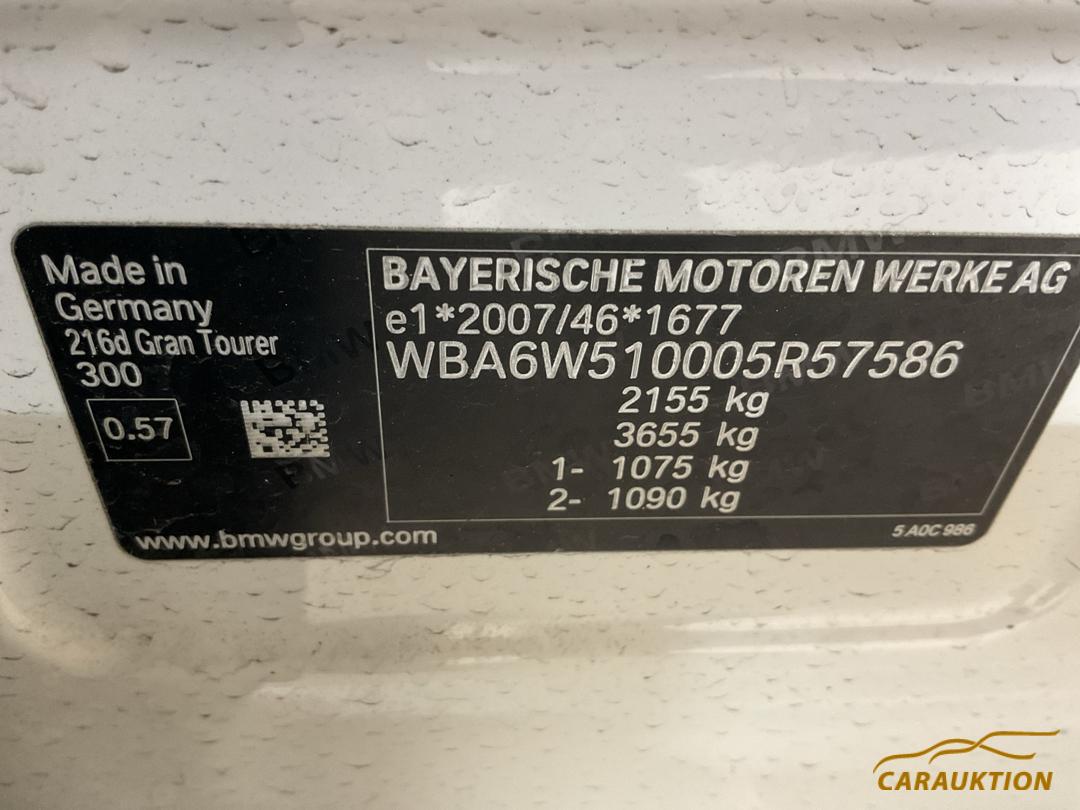 Made in
Germany
216d Gran Tourer
300
0.57
www.bmwgroup.com
BAYERISCHE MOTOREN WERKE AG
e1*2007/46*1677
WBA6W510005R57586
2155 kg
3655 kg
1- 1075 kg
2- 1090 kg
5 A0C 986
CARAUKTION